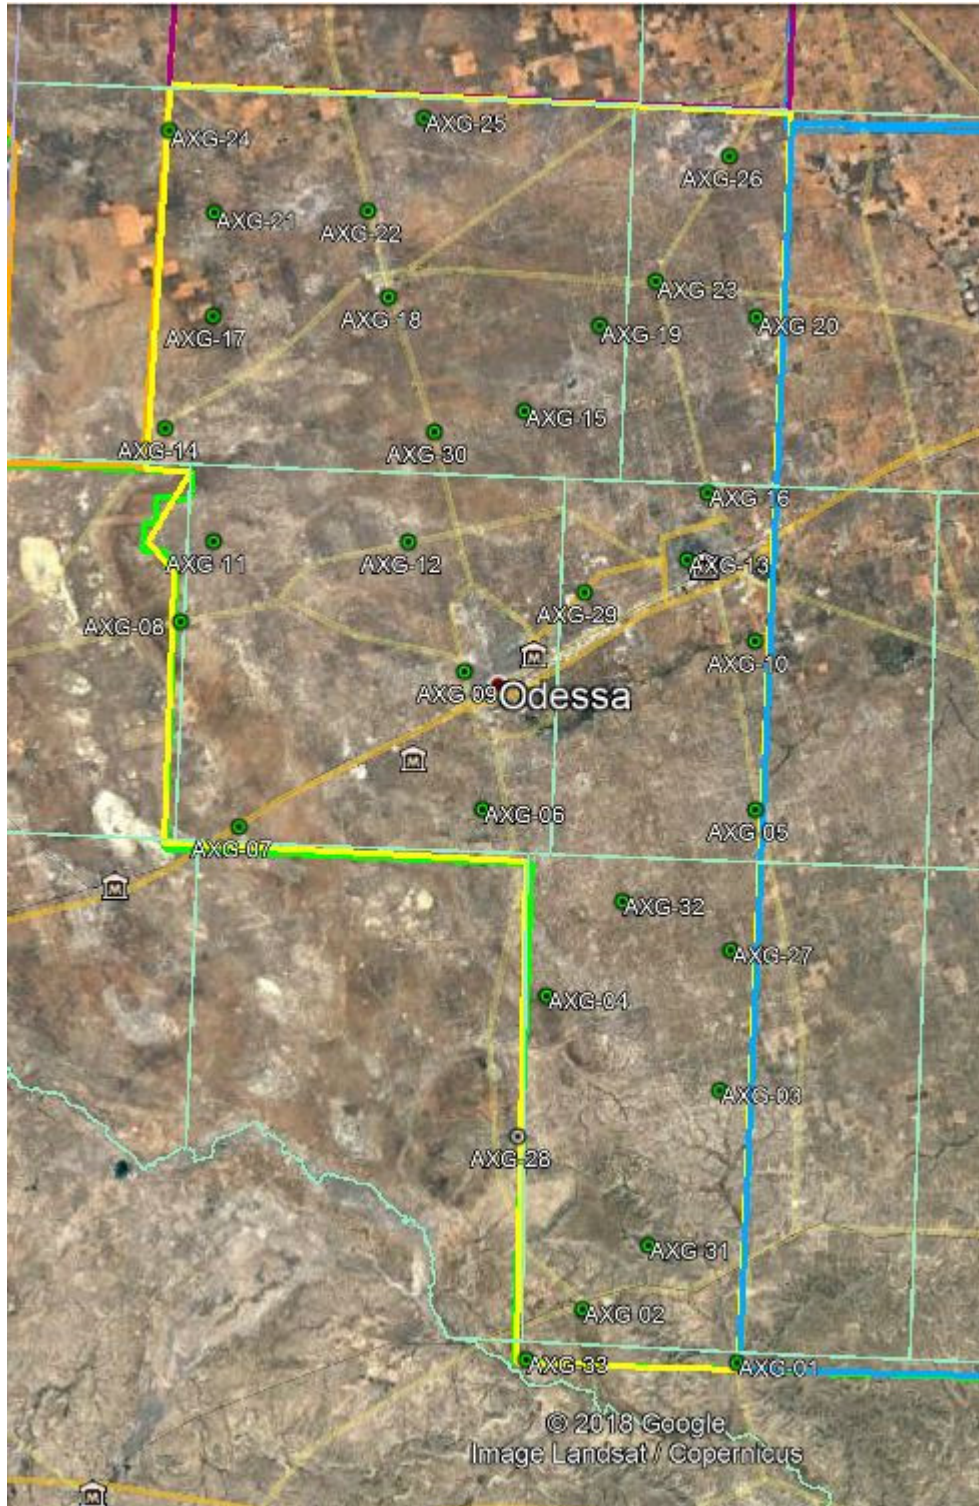 AXG-25
AXG-24
AXG-26
AXG-21
AXG-22
AXG 23
AXG-18
AXG 20
AXG-17
AXG-19
AXG-15
AXG-14
AXG-30
AXG 16
AXG 11
AXG-12
AXG-13
AXG-29
AXG-08
AXG-10
AXG 09
Odessa
M
M
AXG-06
AXG-05
AXG-07
M
AXG-32
AXG-27
AXG-04
AXG-03
AXG-28
AXG 31
AXG 02
AXG-33
AXG-01
© 2018 Google
Image Landsat / Copernicus
M